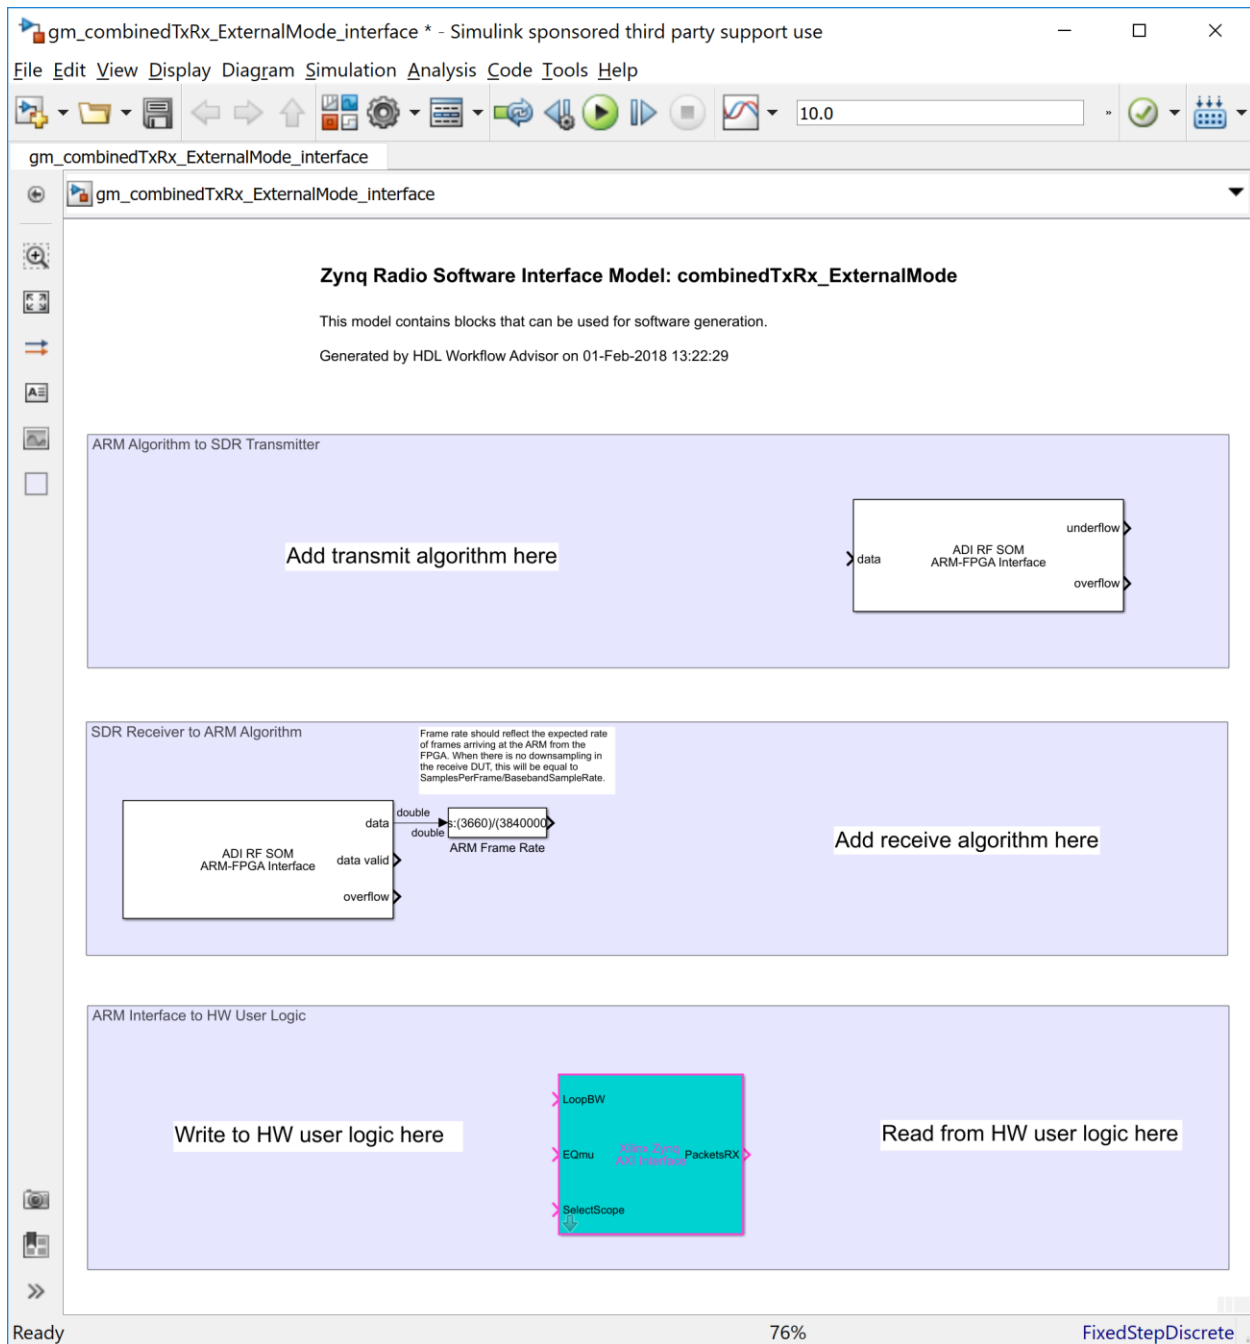 gm_combinedTxRx_ExternalMode_interface * - Simulink sponsored third party support use
File Edit View Display Diagram Simulation Analysis Code Tools Help
10.0
»
gm_combinedTxRx_ExternalMode_interface
gm_combinedTxRx_ExternalMode_interface
Zynq Radio Software Interface Model: combinedTxRx_ExternalMode
This model contains blocks that can be used for software generation.
Generated by HDL Workflow Advisor on 01-Feb-2018 13:22:29
ARM Algorithm to SDR Transmitter
Add transmit algorithm here
data
ADI RF SOM
ARM-FPGA Interface
underflow
overflow
SDR Receiver to ARM Algorithm
Frame rate should reflect the expected rate
of frames arriving at the ARM from the
FPGA. When there is no downsampling in
the receive DUT, this will be equal to
SamplesPerFrame/BasebandSampleRate.
ADI RF SOM
ARM-FPGA Interface
data
data valid
overflow
double
double
s:(3660)/(3840000
ARM Frame Rate
Add receive algorithm here
ARM Interface to HW User Logic
Write to HW user logic here
LoopBW
EQmu
SelectScope
Xilinx Zynq
AXI Interface
PacketsRX
Read from HW user logic here
Ready
76%
FixedStepDiscrete